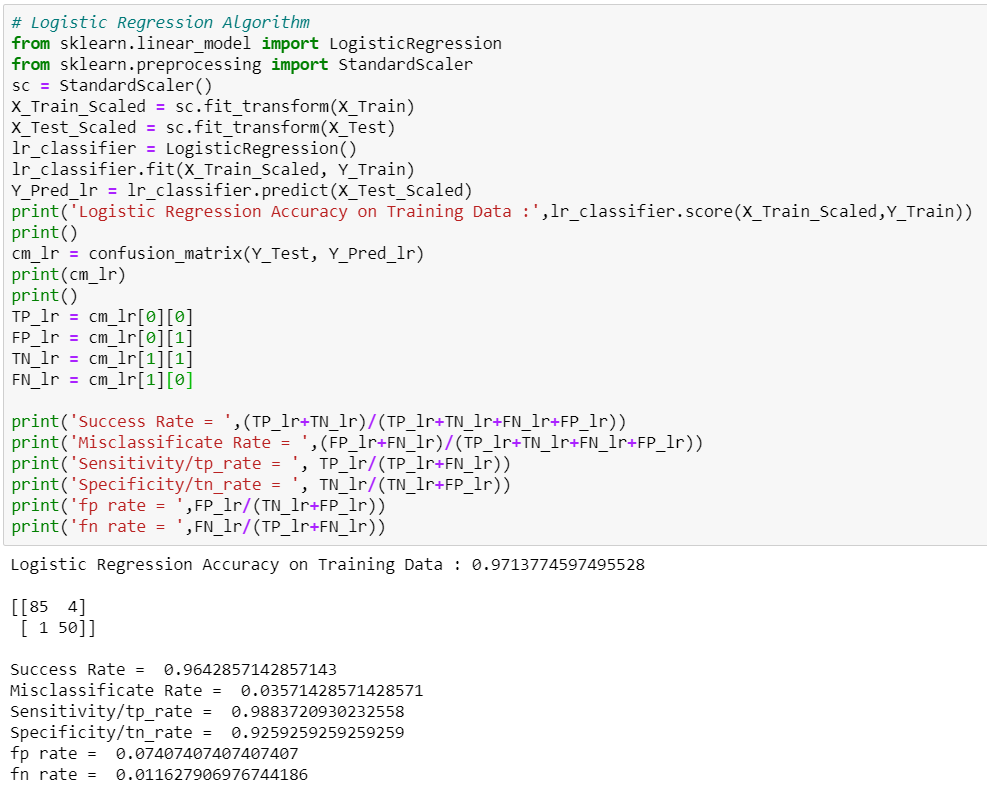 # Logistic Regression Algorithm
from sklearn.linear_model import LogisticRegression
from sklearn.preprocessing import StandardScaler
sc = StandardScaler()
X_Train_Scaled = sc.fit_transform(X_Train)
X_Test_Scaled = sc.fit_transform(X_Test)
lr_classifier = LogisticRegression()
lr_classifier.fit(X_Train_Scaled, Y_Train)
Y_Pred_lr = lr_classifier.predict(X_Test_Scaled)
print('Logistic Regression Accuracy on Training Data :',lr_classifier.score(X_Train_Scaled,Y_Train))
print()
cm_lr = confusion_matrix(Y_Test, Y_Pred_lr)
print(cm_lr)
print()
TP_lr = cm_lr[0][0]
FP_lr = cm_lr[0][1]
TN_lr = cm_lr[1][1]
FN_lr = cm_lr[1][0]

print('Success Rate = ',(TP_lr+TN_lr)/(TP_lr+TN_lr+FN_lr+FP_lr))
print('Misclassificate Rate = ',(FP_lr+FN_lr)/(TP_lr+TN_lr+FN_lr+FP_lr))
print('Sensitivity/tp_rate = ', TP_lr/(TP_lr+FN_lr))
print('Specificity/tn_rate = ', TN_lr/(TN_lr+FP_lr))
print('fp rate = ',FP_lr/(TN_lr+FP_lr))
print('fn rate = ',FN_lr/(TP_lr+FN_lr))

Logistic Regression Accuracy on Training Data : 0.9713774597495528

[[85  4]
 [ 1 50]]

Success Rate =  0.9642857142857143
Misclassificate Rate =  0.03571428571428571
Sensitivity/tp_rate =  0.9883720930232558
Specificity/tn_rate =  0.9259259259259259
fp rate =  0.07407407407407407
fn rate =  0.011627906976744186